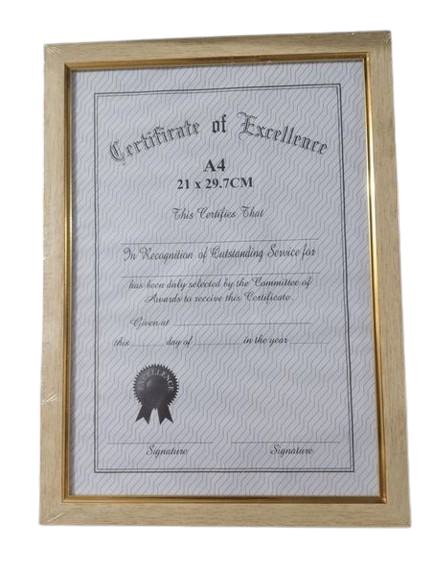 Certificate of Excellence
A4
21 x 29.7CM
This Certifies That
In Recognition of Outstanding Service for
has been duly selected by the Committee of
Awards to receive this Certificate.
Given at
this day of in the year
EXCELLENCE
Signature Signature